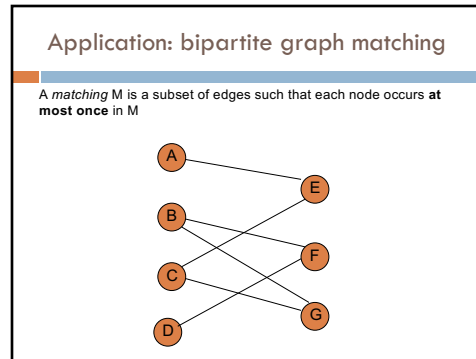 Application: bipartite graph matching
A matching M is a subset of edges such that each node occurs at
most once in M
A
E
B
F
C
G
D